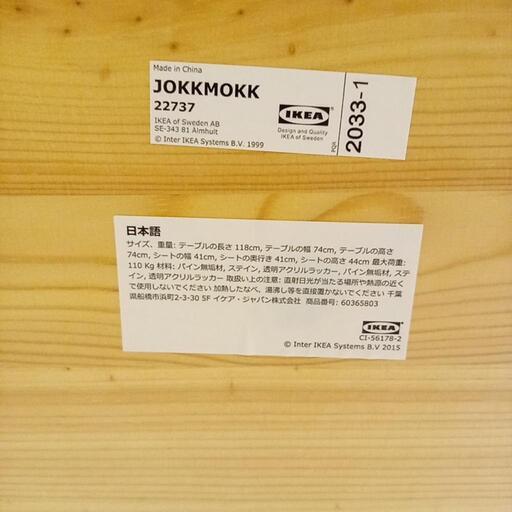 Made in China
JOKKMOKK
22737
IKEA of Sweden AB
SE-343 81 Älmhult
© Inter IKEA Systems B.V. 1999
IKEA
Design and Quality
IKEA of Sweden
PQR
2033-1
日本語
サイズ、重量: テーブルの長さ 118cm, テーブルの幅 74cm, テーブルの高さ
74cm, シートの幅 41cm, シートの奥行き 41cm, シートの高さ 44cm 最大荷重:
110 Kg 材料: パイン無垢材, ステイン, 透明アクリルラッカー, パイン無垢材, ステ
イン, 透明アクリルラッカー 取扱い上の注意: 直射日光が当たる場所や熱源の近く
で使用しないでください 加熱したなべ、湯沸し等を直接置かないでください 千葉
県船橋市浜町2-3-30 5F イケア・ジャパン株式会社 商品番号: 60365803
IKEA
CI-56178-2
© Inter IKEA Systems B.V 2015